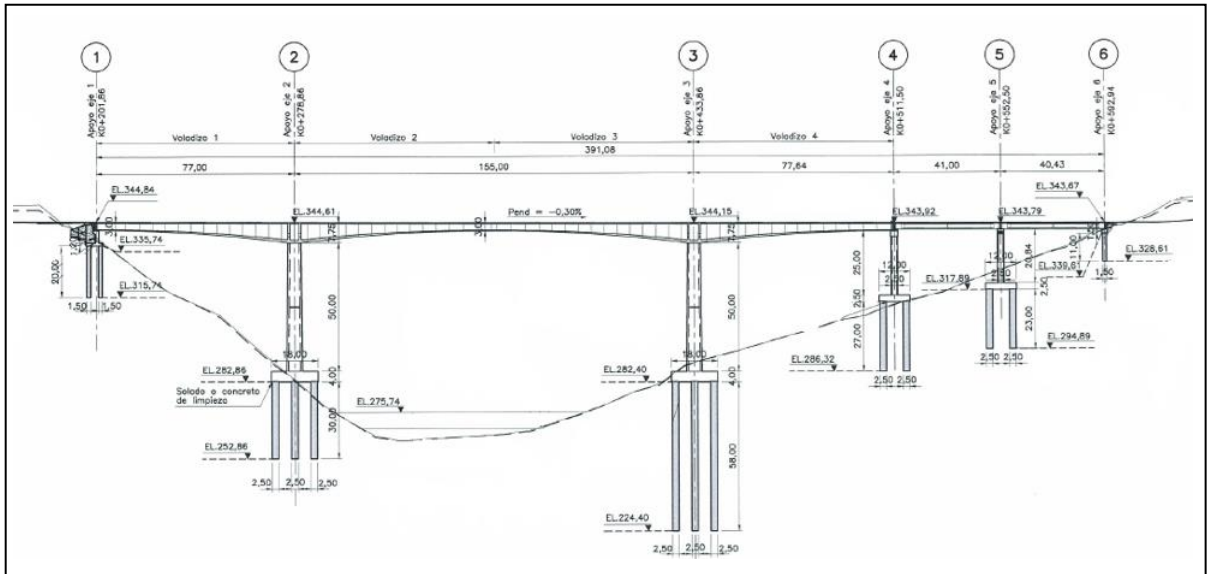 1
2
3
4
5
6
Apoyo eje 1
K0+201,86
Apoyo eje 2
K0+278,86
Apoyo eje 3
K0+433,86
Apoyo eje 4
K0+511,50
Apoyo eje 5
K0+552,50
Apoyo eje 6
K0+592,94
Voladizo 1
Voladizo 2
Voladizo 3
Voladizo 4
391,08
77,00
155,00
77,64
41,00
40,43
EL.344,84
EL.344,61
Pend = -0,30%
EL.344,15
EL.343,92
EL.343,79
EL.343,67
3,00
7,75
3,00
7,75
EL.335,74
20,00
EL.315,74
1,50
1,50
50,00
50,00
25,00
12,00
2,50
2,50
27,00
EL.317,89
12,00
2,50
20,84
2,50
23,00
11,00
EL.339,61
EL.328,61
1,50
EL.294,89
2,50
2,50
EL.286,32
2,50
2,50
18,00
EL.282,86
4,00
Solado o concreto
de limpieza
30,00
EL.275,74
EL.252,86
2,50
2,50
2,50
18,00
EL.282,40
4,00
58,00
EL.224,40
2,50
2,50
2,50